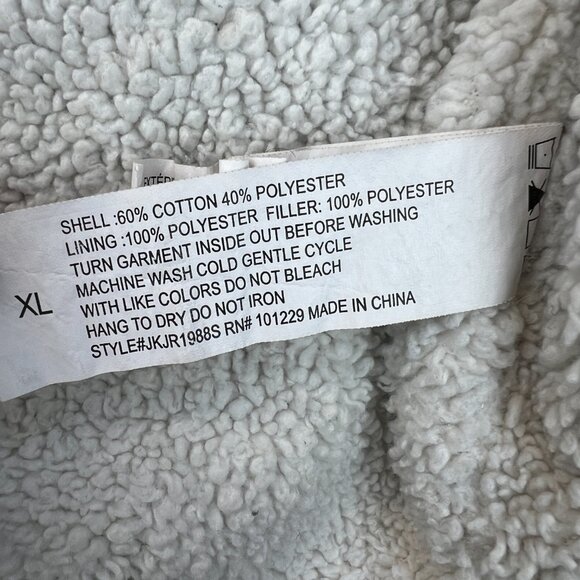 EXTÉR
SHELL :60% COTTON 40% POLYESTER
LINING :100% POLYESTER FILLER: 100% POLYESTER
TURN GARMENT INSIDE OUT BEFORE WASHING
MACHINE WASH COLD GENTLE CYCLE
WITH LIKE COLORS DO NOT BLEACH
HANG TO DRY DO NOT IRON
STYLE#JKJR1988S RN# 101229 MADE IN CHINA
XL